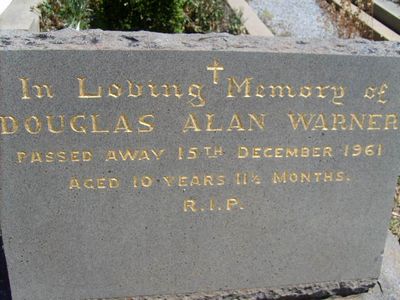 In Loving Memory of
DOUGLAS ALAN WARNER
PASSED AWAY 15TH DECEMBER 1961
AGED 10 YEARS 11½ MONTHS.
R.I.P.